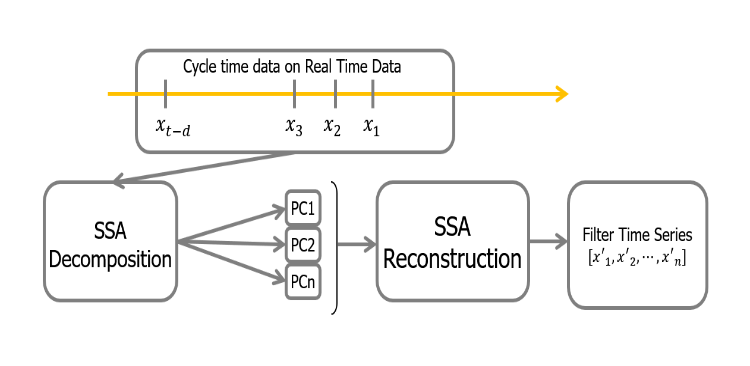 Cycle time data on Real Time Data
x_{t-d} x_3 x_2 x_1
SSA
Decomposition
PC1
PC2
PCn
SSA
Reconstruction
Filter Time Series
[x'_1, x'_2, ⋯, x'_n]